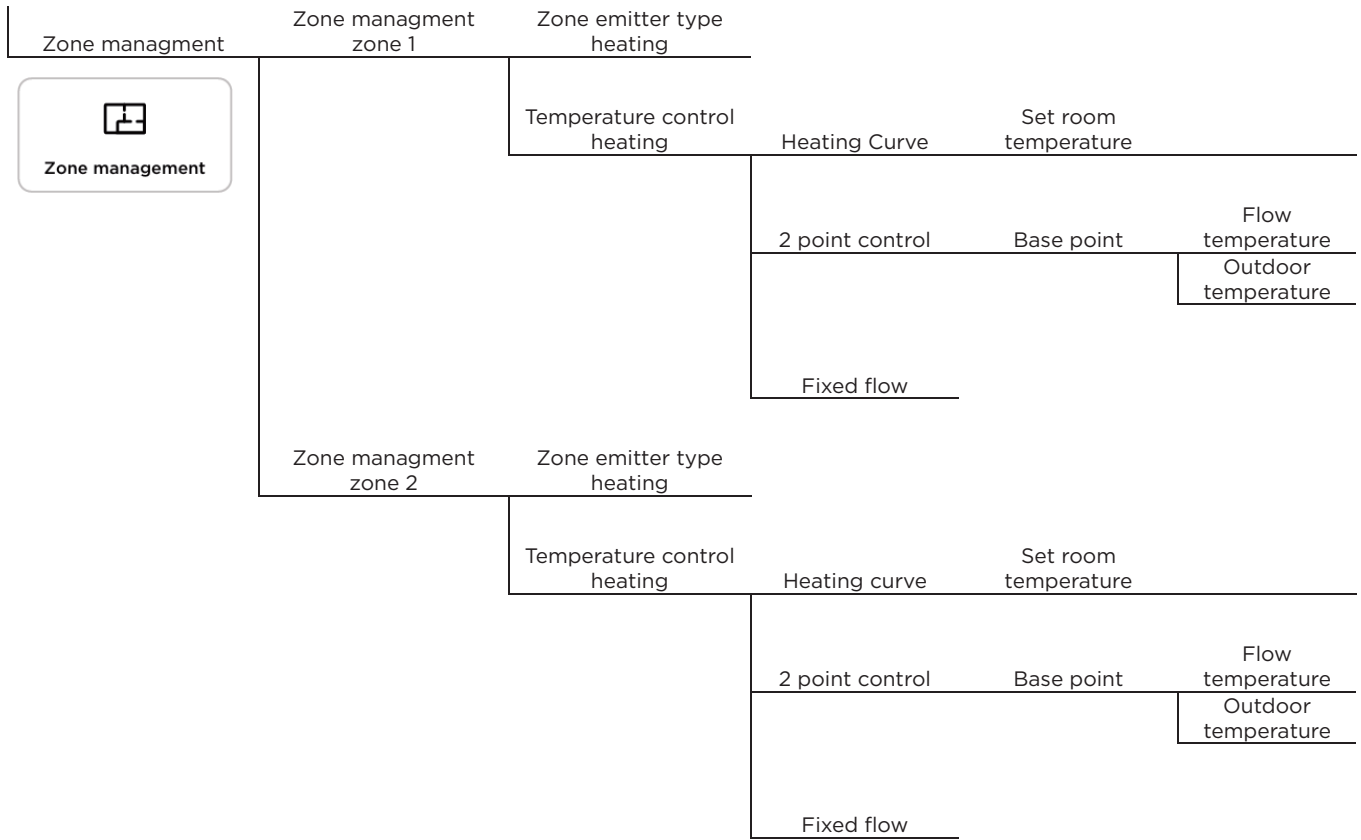 Zone managment
Zone managment
zone 1
Zone emitter type
heating
Zone management
Temperature control
heating
Heating Curve
Set room
temperature
2 point control
Base point
Flow
temperature
Outdoor
temperature
Fixed flow
Zone managment
zone 2
Zone emitter type
heating
Temperature control
heating
Heating curve
Set room
temperature
2 point control
Base point
Flow
temperature
Outdoor
temperature
Fixed flow